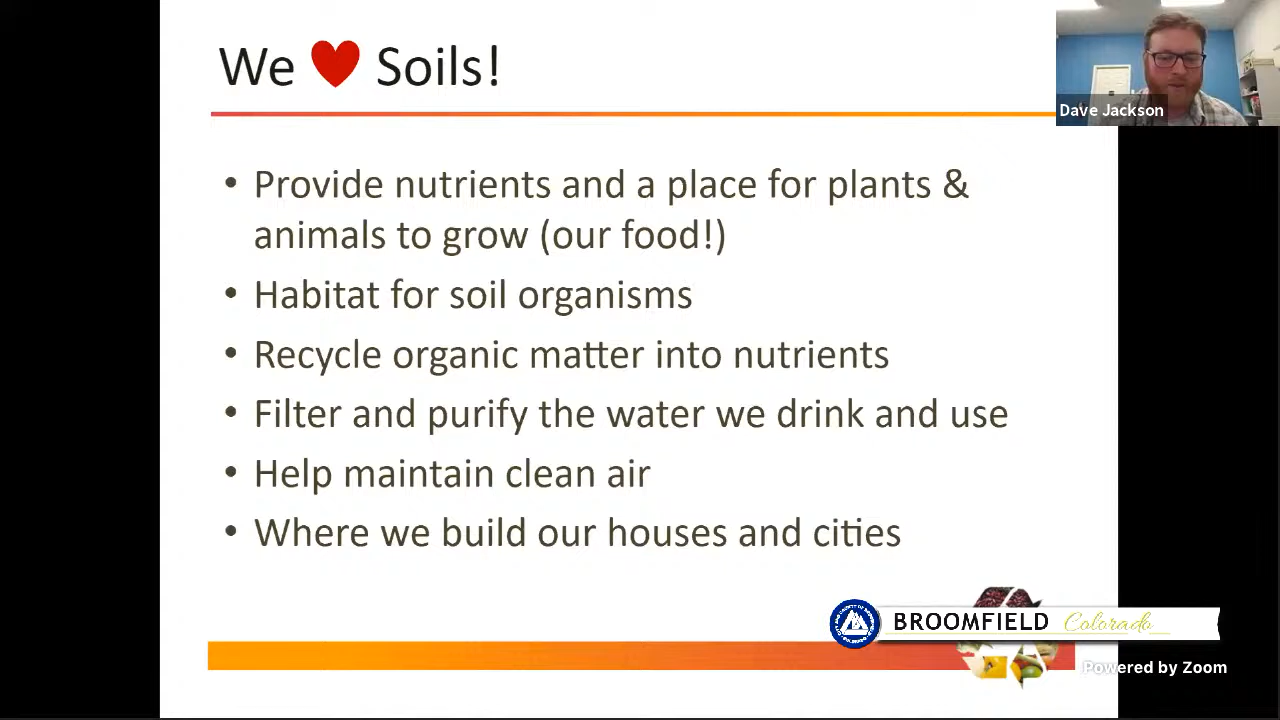 We ❤ Soils!
Dave Jackson
• Provide nutrients and a place for plants &
animals to grow (our food!)
• Habitat for soil organisms
• Recycle organic matter into nutrients
• Filter and purify the water we drink and use
• Help maintain clean air
• Where we build our houses and cities
BROOMFIELD Colorado
Powered by Zoom